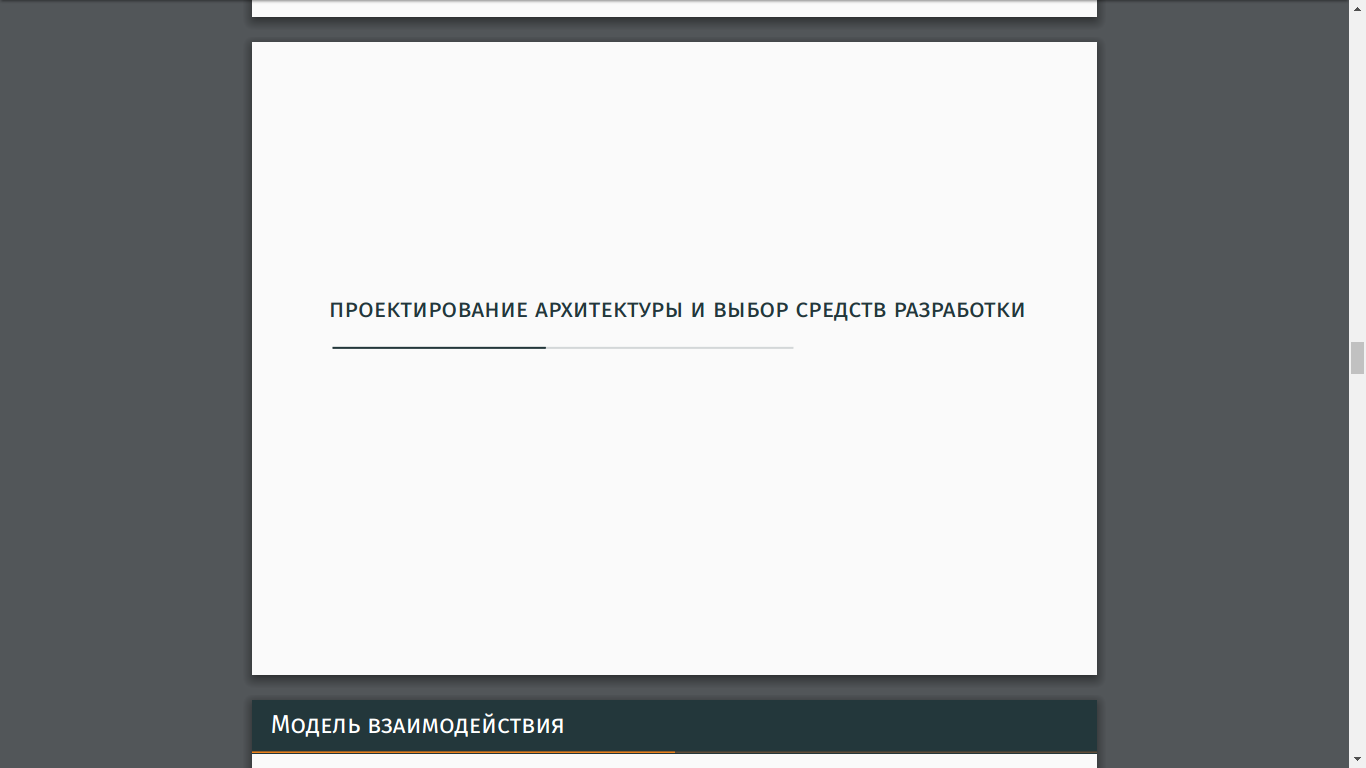 ПРОЕКТИРОВАНИЕ АРХИТЕКТУРЫ И ВЫБОР СРЕДСТВ РАЗРАБОТКИ
Модель взаимодействия